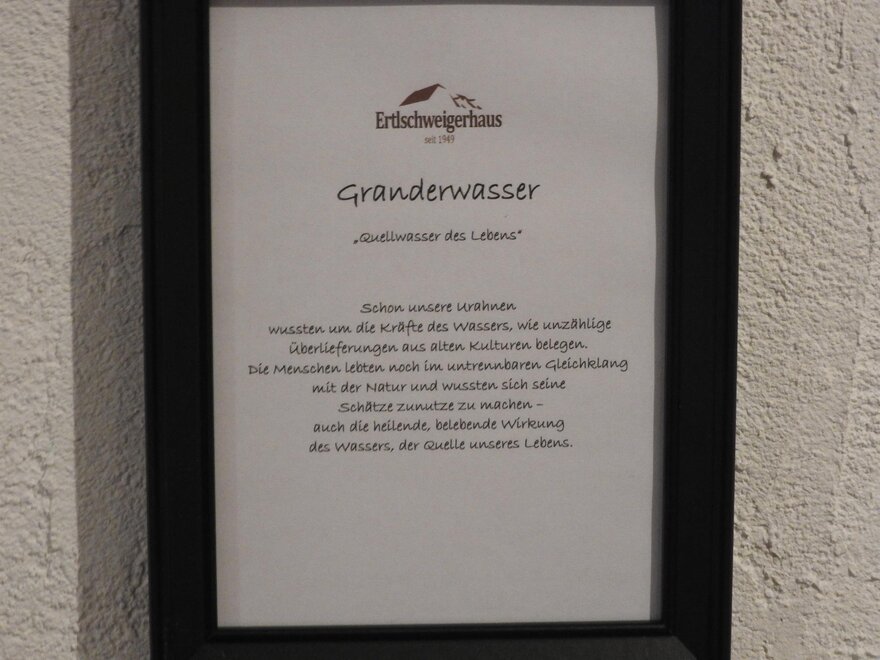 Ertlschweigerhaus
seit 1949
Granderwasser
„Quellwasser des Lebens“
Schon unsere Urahnen
wussten um die Kräfte des Wassers, wie unzählige
Überlieferungen aus alten Kulturen belegen.
Die Menschen lebten noch im untrennbaren Gleichklang
mit der Natur und wussten sich seine
Schätze zunutze zu machen –
auch die heilende, belebende Wirkung
des Wassers, der Quelle unseres Lebens.